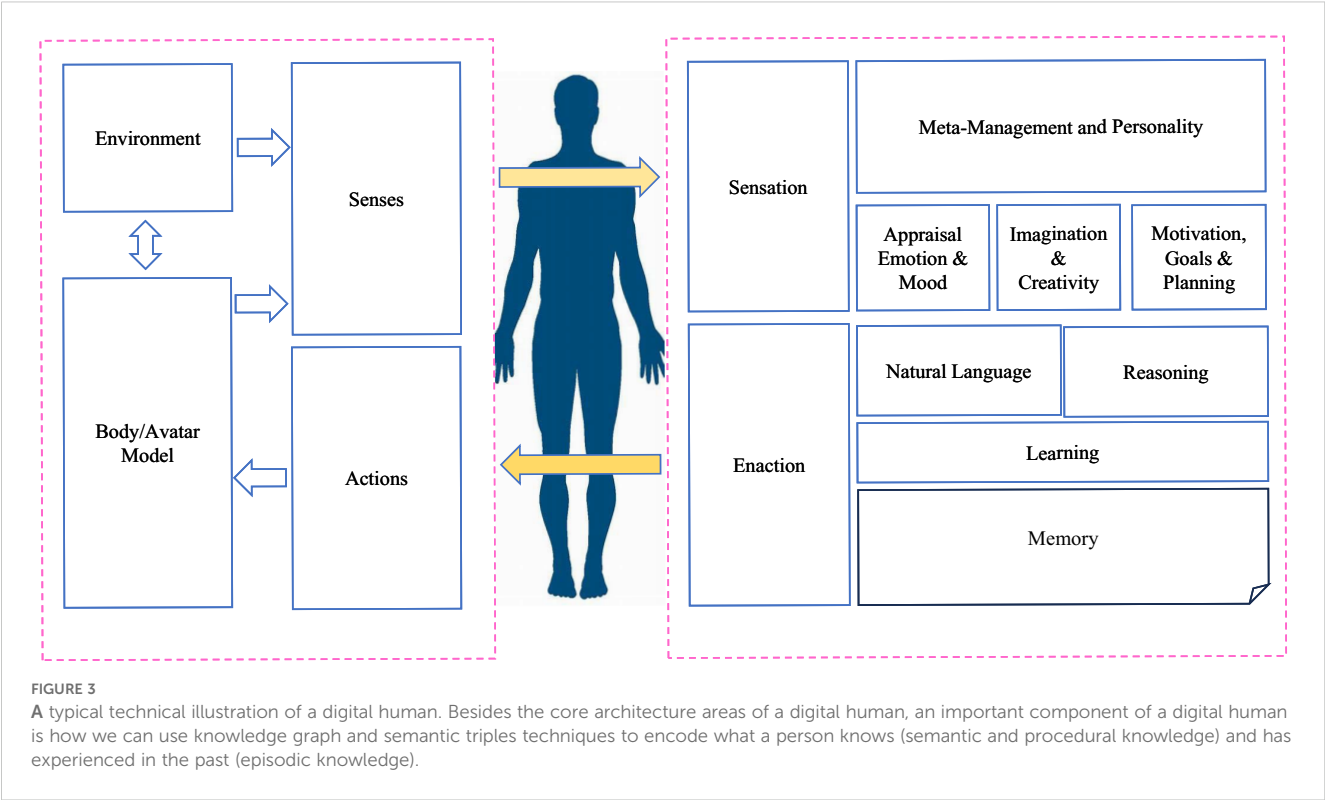 Environment
Senses
Body/Avatar
Model
Actions
Sensation
Meta-Management and Personality
Appraisal
Emotion &
Mood
Imagination
&
Creativity
Motivation,
Goals &
Planning
Enaction
Natural Language
Reasoning
Learning
Memory
FIGURE 3
A typical technical illustration of a digital human. Besides the core architecture areas of a digital human, an important component of a digital human
is how we can use knowledge graph and semantic triples techniques to encode what a person knows (semantic and procedural knowledge) and has
experienced in the past (episodic knowledge).